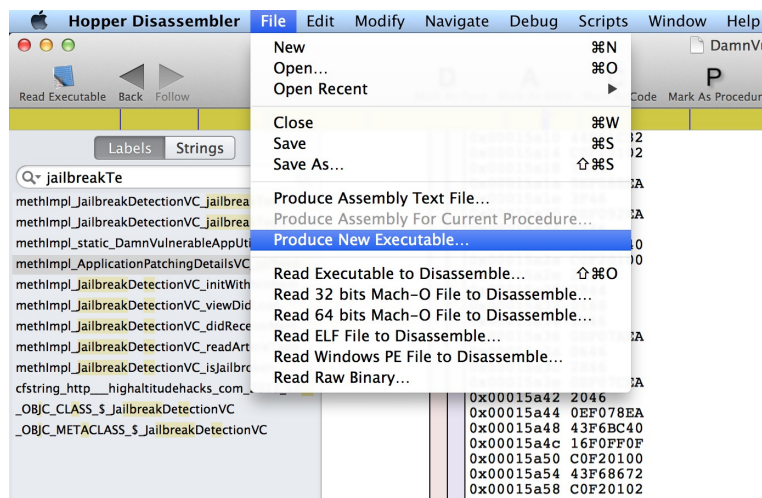 Hopper Disassembler File Edit Modify Navigate Debug Scripts Window Help
DamnVu
Read Executable Back Follow
Code Mark As Procedur
New ⌘N
Open... ⌘O
Open Recent ▶
Close ⌘W
Save ⌘S
Save As... ⇧⌘S
Produce Assembly Text File...
Produce Assembly For Current Procedure...
Produce New Executable...
Read Executable to Disassemble... ⇧⌘O
Read 32 bits Mach-O File to Disassemble...
Read 64 bits Mach-O File to Disassemble...
Read ELF File to Disassemble...
Read Windows PE File to Disassemble...
Read Raw Binary...
Labels Strings
jailbreakTe
methImpl_JailbreakDetectionVC_jailbrea
methImpl_JailbreakDetectionVC_jailbrea
methImpl_static_DamnVulnerableAppUti
methImpl_ApplicationPatchingDetailsVC_
methImpl_JailbreakDetectionVC_initWith
methImpl_JailbreakDetectionVC_viewDid
methImpl_JailbreakDetectionVC_didRece
methImpl_JailbreakDetectionVC_readArt
methImpl_JailbreakDetectionVC_isJailbro
cfstring_http___highaltitudehacks_com_
_OBJC_CLASS_$_JailbreakDetectionVC
_OBJC_METACLASS_$_JailbreakDetectionVC
0x00015a42 2046
0x00015a44 0EF078EA
0x00015a48 43F6BC40
0x00015a4c 16F0FF0F
0x00015a50 C0F20100
0x00015a54 43F68672
0x00015a58 C0F20102